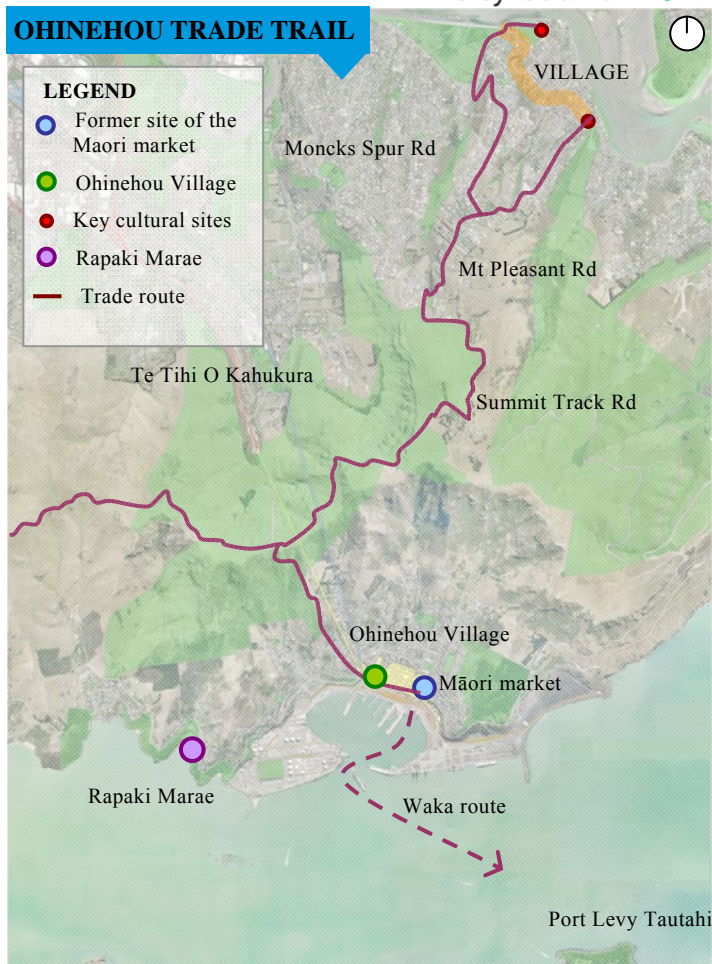 OHINEHOU TRADE TRAIL
LEGEND
Former site of the
Maori market
Ohinehou Village
Key cultural sites
Rapaki Marae
Trade route
VILLAGE
Moncks Spur Rd
Mt Pleasant Rd
Te Tihi O Kahukura
Summit Track Rd
Ohinehou Village
Māori market
Rapaki Marae
Waka route
Port Levy Tautahi